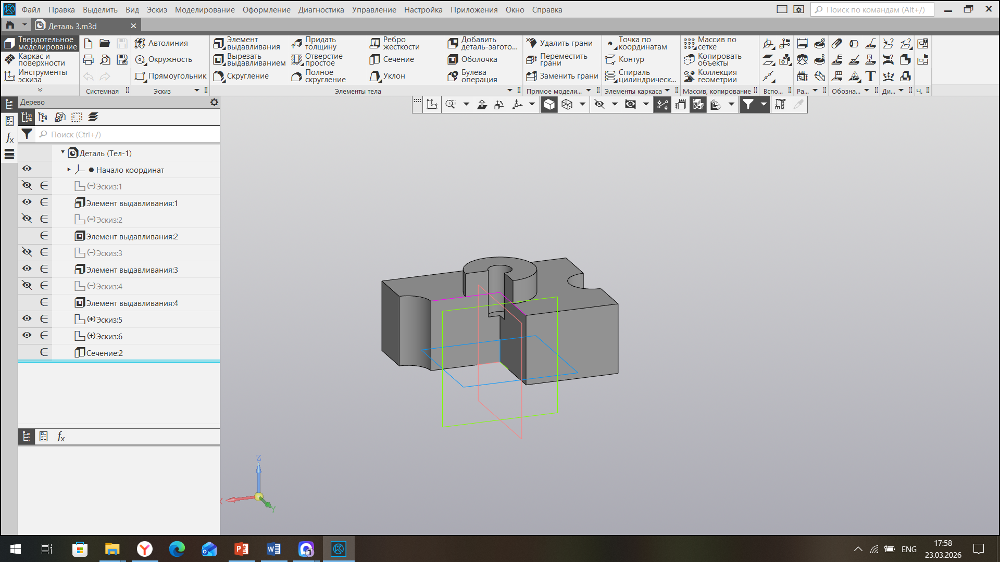 Файл Правка Выделить Вид Эскиз Моделирование Оформление Диагностика Управление Настройка Приложения Окно Справка Поиск по командам (Alt+/)
Деталь 3.m3d
Твердотельное моделирование
Каркас и поверхности
Инструменты эскиза
Системная
Автолиния
Окружность
Прямоугольник
Эскиз
Элемент выдавливания
Вырезать выдавливанием
Скругление
Придать толщину
Отверстие простое
Полное скругление
Ребро жесткости
Сечение
Уклон
Добавить деталь-загото...
Оболочка
Булева операция
Элементы тела
Удалить грани
Переместить грани
Заменить грани
Прямое модели...
Точка по координатам
Контур
Спираль цилиндрическ...
Элементы каркаса
Массив по сетке
Копировать объекты
Коллекция геометрии
Массив, копирование
Вспо...
Ра...
Обозна...
Ди...
Ч.
Дерево
Поиск (Ctrl+/)
Деталь (Тел-1)
Начало координат
(−)Эскиз:1
Элемент выдавливания:1
(−)Эскиз:2
Элемент выдавливания:2
(−)Эскиз:3
Элемент выдавливания:3
(−)Эскиз:4
Элемент выдавливания:4
(+)Эскиз:5
(+)Эскиз:6
Сечение:2
Z
X
Y
ENG
17:58
23.03.2026